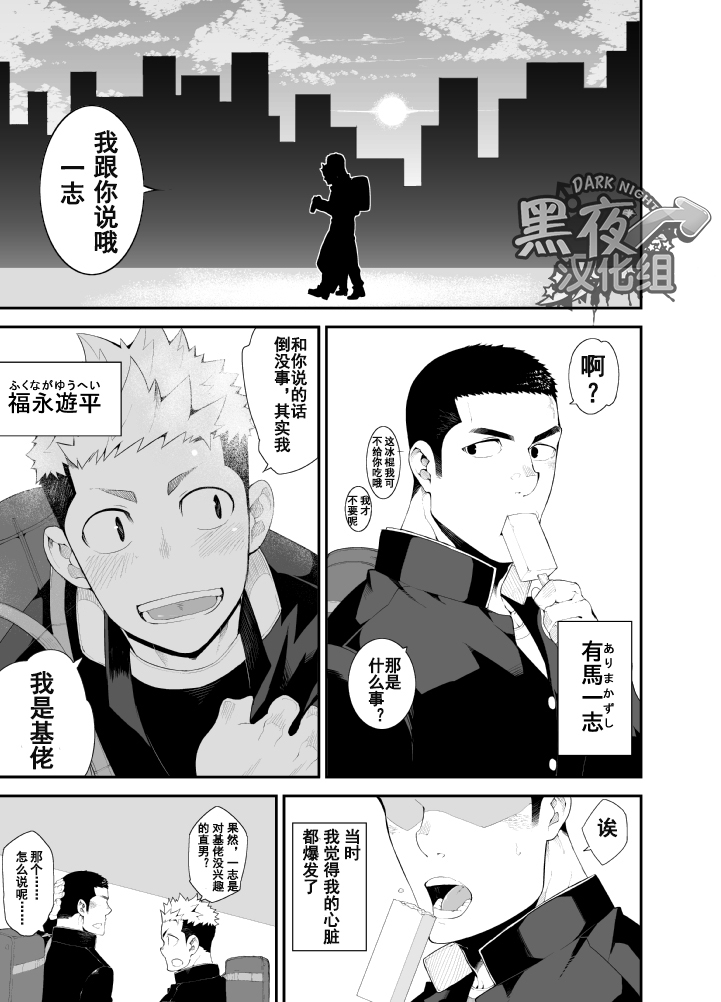 我跟你说哦
一志
DARK NIGHT
黑夜
汉化组
啊？
这冰棍我可
不给你吃哦
我才
不要呢
那是
什么事？
ありまかずし
有馬一志
和你说的话
倒没事，其实我
ふくながゆうへい
福永遊平
我是基佬
诶
当时
我觉得我的心脏
都爆发了
果然，一志是
对基佬没兴趣
的直男？
那个……
怎么说呢……